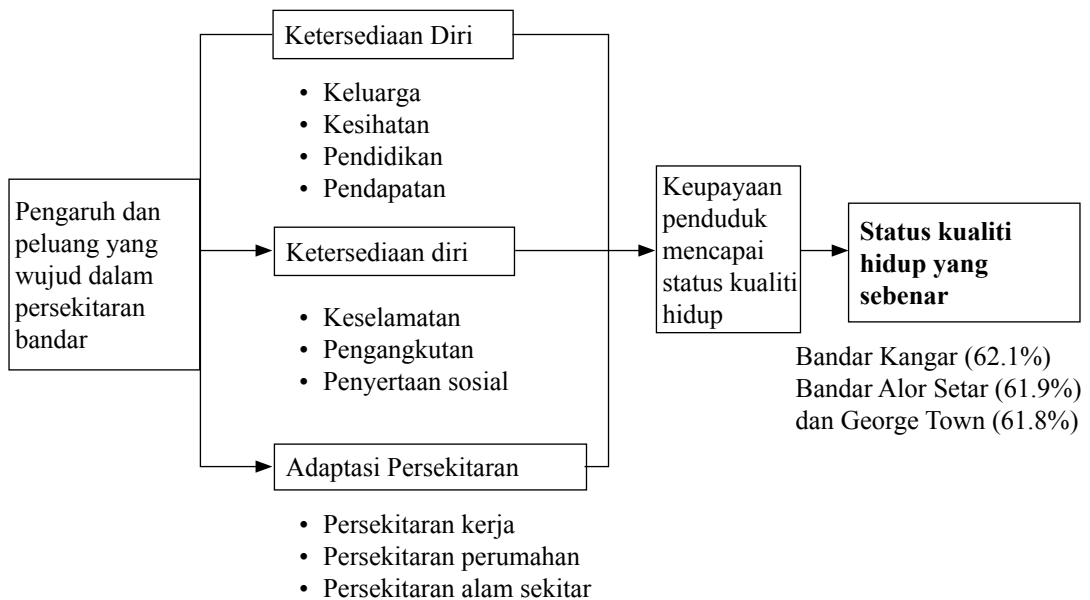 Pengaruh dan
peluang yang
wujud dalam
persekitaran
bandar
Ketersediaan Diri
• Keluarga
• Kesihatan
• Pendidikan
• Pendapatan
Ketersediaan diri
• Keselamatan
• Pengangkutan
• Penyertaan sosial
Adaptasi Persekitaran
• Persekitaran kerja
• Persekitaran perumahan
• Persekitaran alam sekitar
Keupayaan
penduduk
mencapai
status kualiti
hidup
Status kualiti
hidup yang
sebenar
Bandar Kangar (62.1%)
Bandar Alor Setar (61.9%)
dan George Town (61.8%)